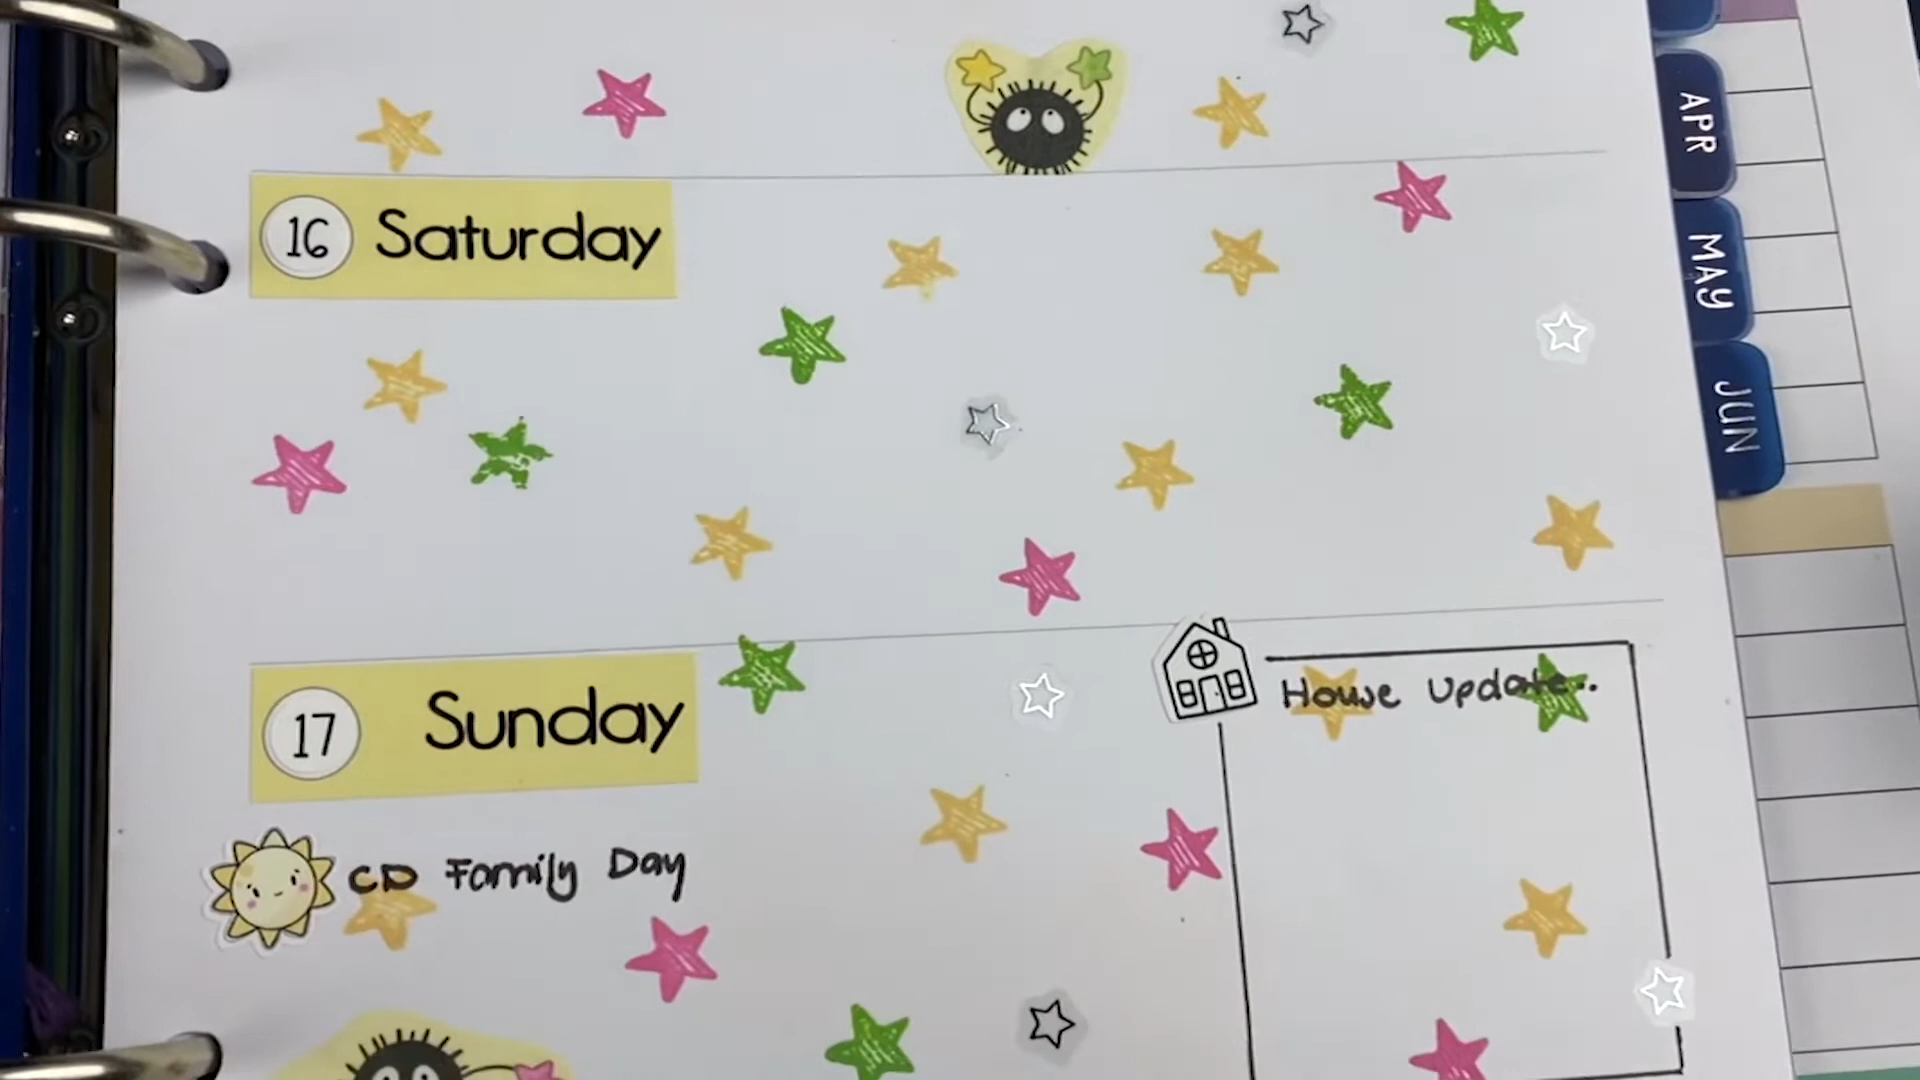 APR
16 Saturday
MAY
JUN
17 Sunday
House Update..
CD Family Day